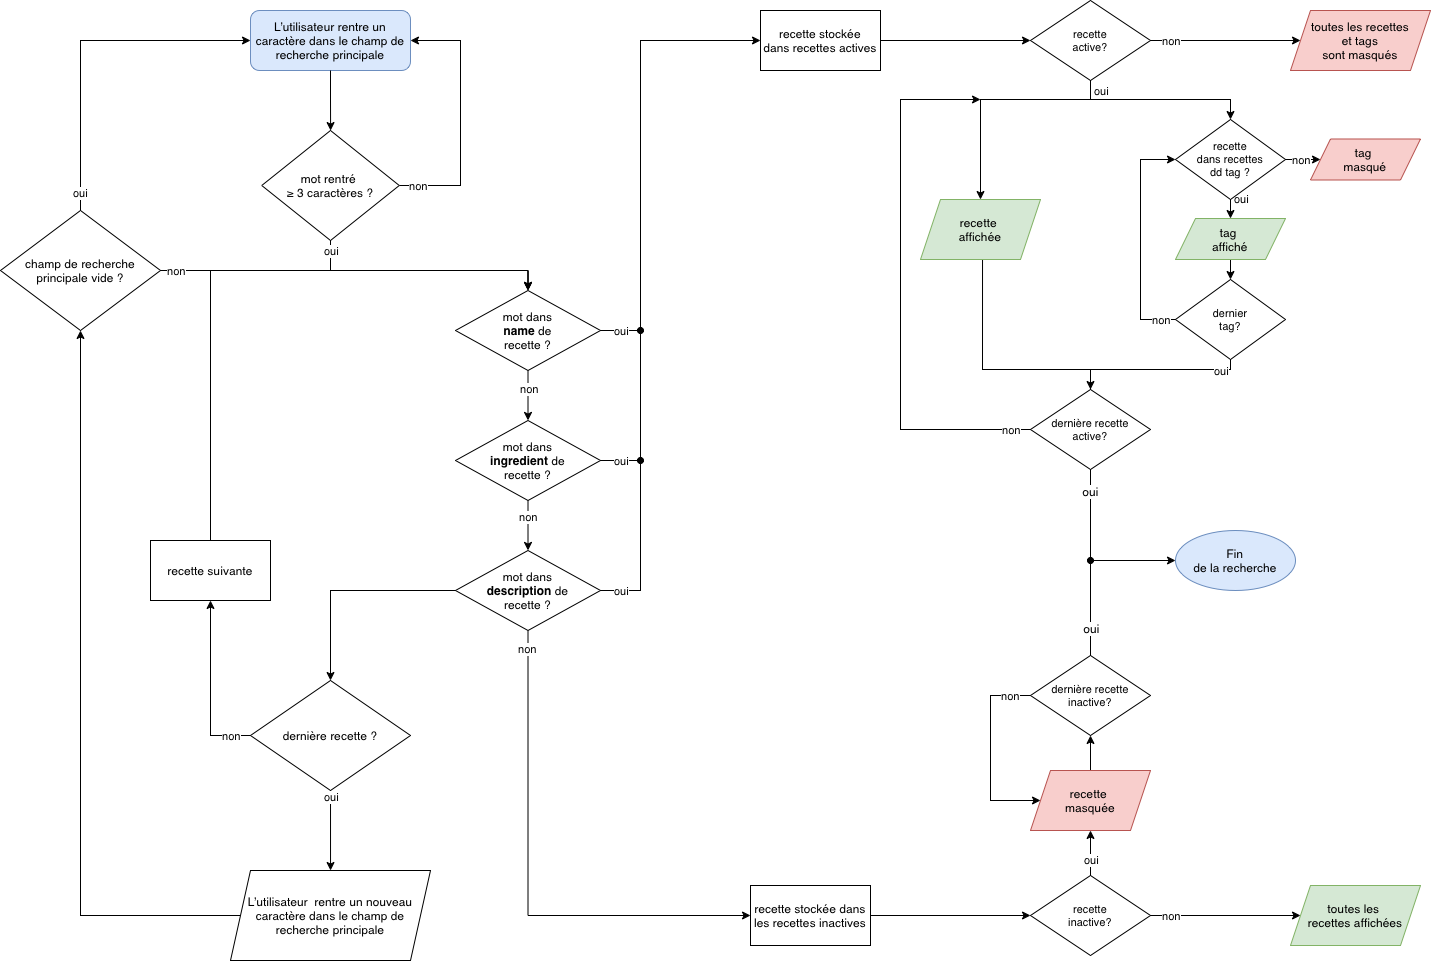 L'utilisateur rentre un
caractère dans le champ de
recherche principale
mot rentré
≥ 3 caractères ?
non
oui
oui
champ de recherche
principale vide ?
non
mot dans
name de
recette ?
oui
non
mot dans
ingredient de
recette ?
oui
non
mot dans
description de
recette ?
oui
non
recette suivante
dernière recette ?
non
oui
L'utilisateur rentre un nouveau
caractère dans le champ de
recherche principale
recette stockée
dans recettes actives
recette
active?
non
toutes les recettes
et tags
sont masqués
oui
recette
affichée
recette
dans recettes
dd tag ?
non
tag
masqué
oui
tag
affiché
dernier
tag?
non
oui
dernière recette
active?
non
oui
Fin
de la recherche
oui
dernière recette
inactive?
non
recette
masquée
oui
recette stockée dans
les recettes inactives
recette
inactive?
non
toutes les
recettes affichées